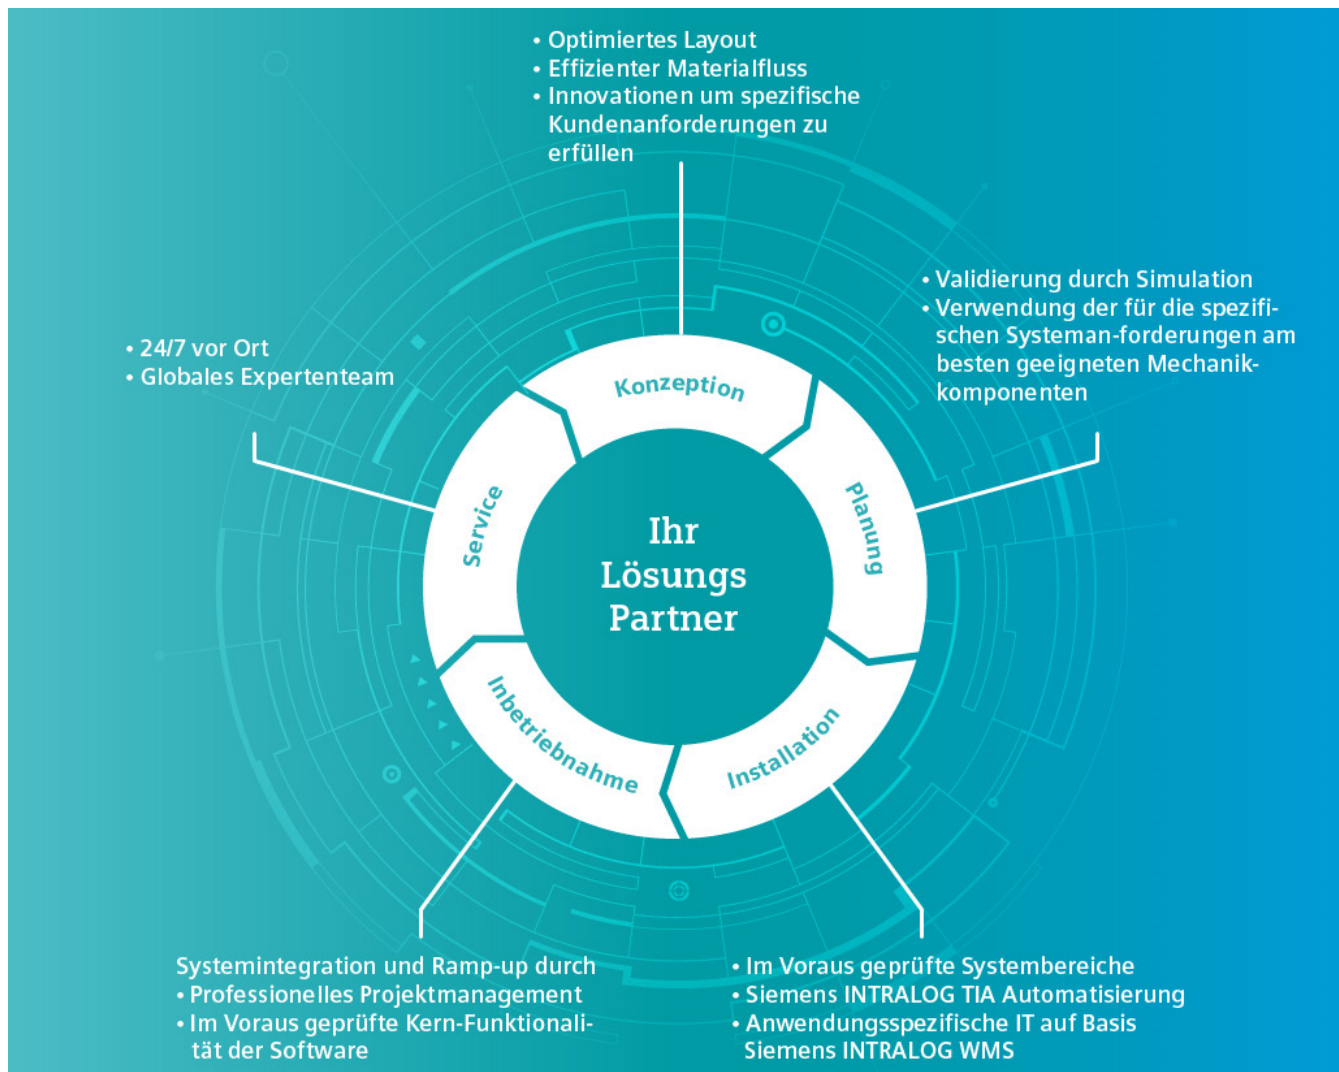 • Optimiertes Layout
• Effizienter Materialfluss
• Innovationen um spezifische
Kundenanforderungen zu
erfüllen
• Validierung durch Simulation
• Verwendung der für die spezifi-
schen Systeman-forderungen am
besten geeigneten Mechanik-
komponenten
• 24/7 vor Ort
• Globales Expertenteam
Konzeption
Planung
Service
Ihr
Lösungs
Partner
Inbetriebnahme
Installation
Systemintegration und Ramp-up durch
• Professionelles Projektmanagement
• Im Voraus geprüfte Kern-Funktionali-
tät der Software
• Im Voraus geprüfte Systembereiche
• Siemens INTRALOG TIA Automatisierung
• Anwendungsspezifische IT auf Basis
Siemens INTRALOG WMS